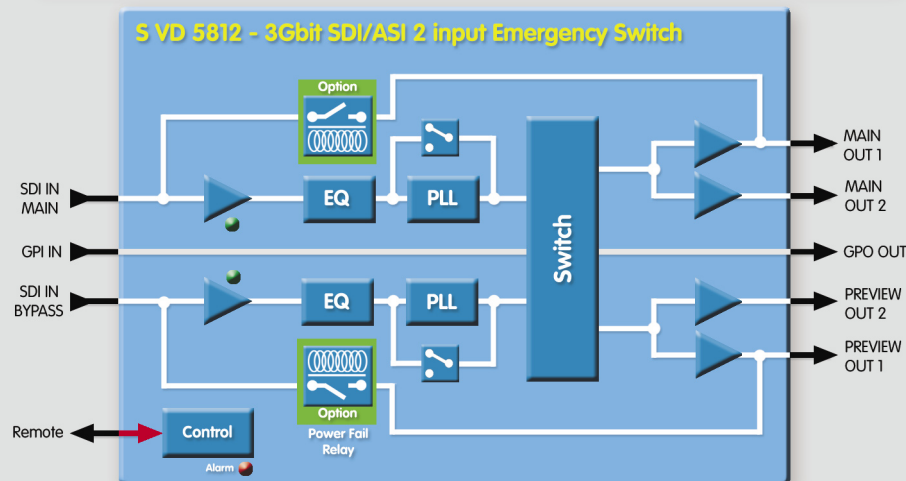 S VD 5812 - 3Gbit SDI/ASI 2 input Emergency Switch
Option
SDI IN
MAIN
EQ
PLL
MAIN
OUT 1
MAIN
OUT 2
GPI IN
Switch
GPO OUT
SDI IN
BYPASS
EQ
PLL
PREVIEW
OUT 2
PREVIEW
OUT 1
Option
Power Fail
Relay
Remote
Control
Alarm